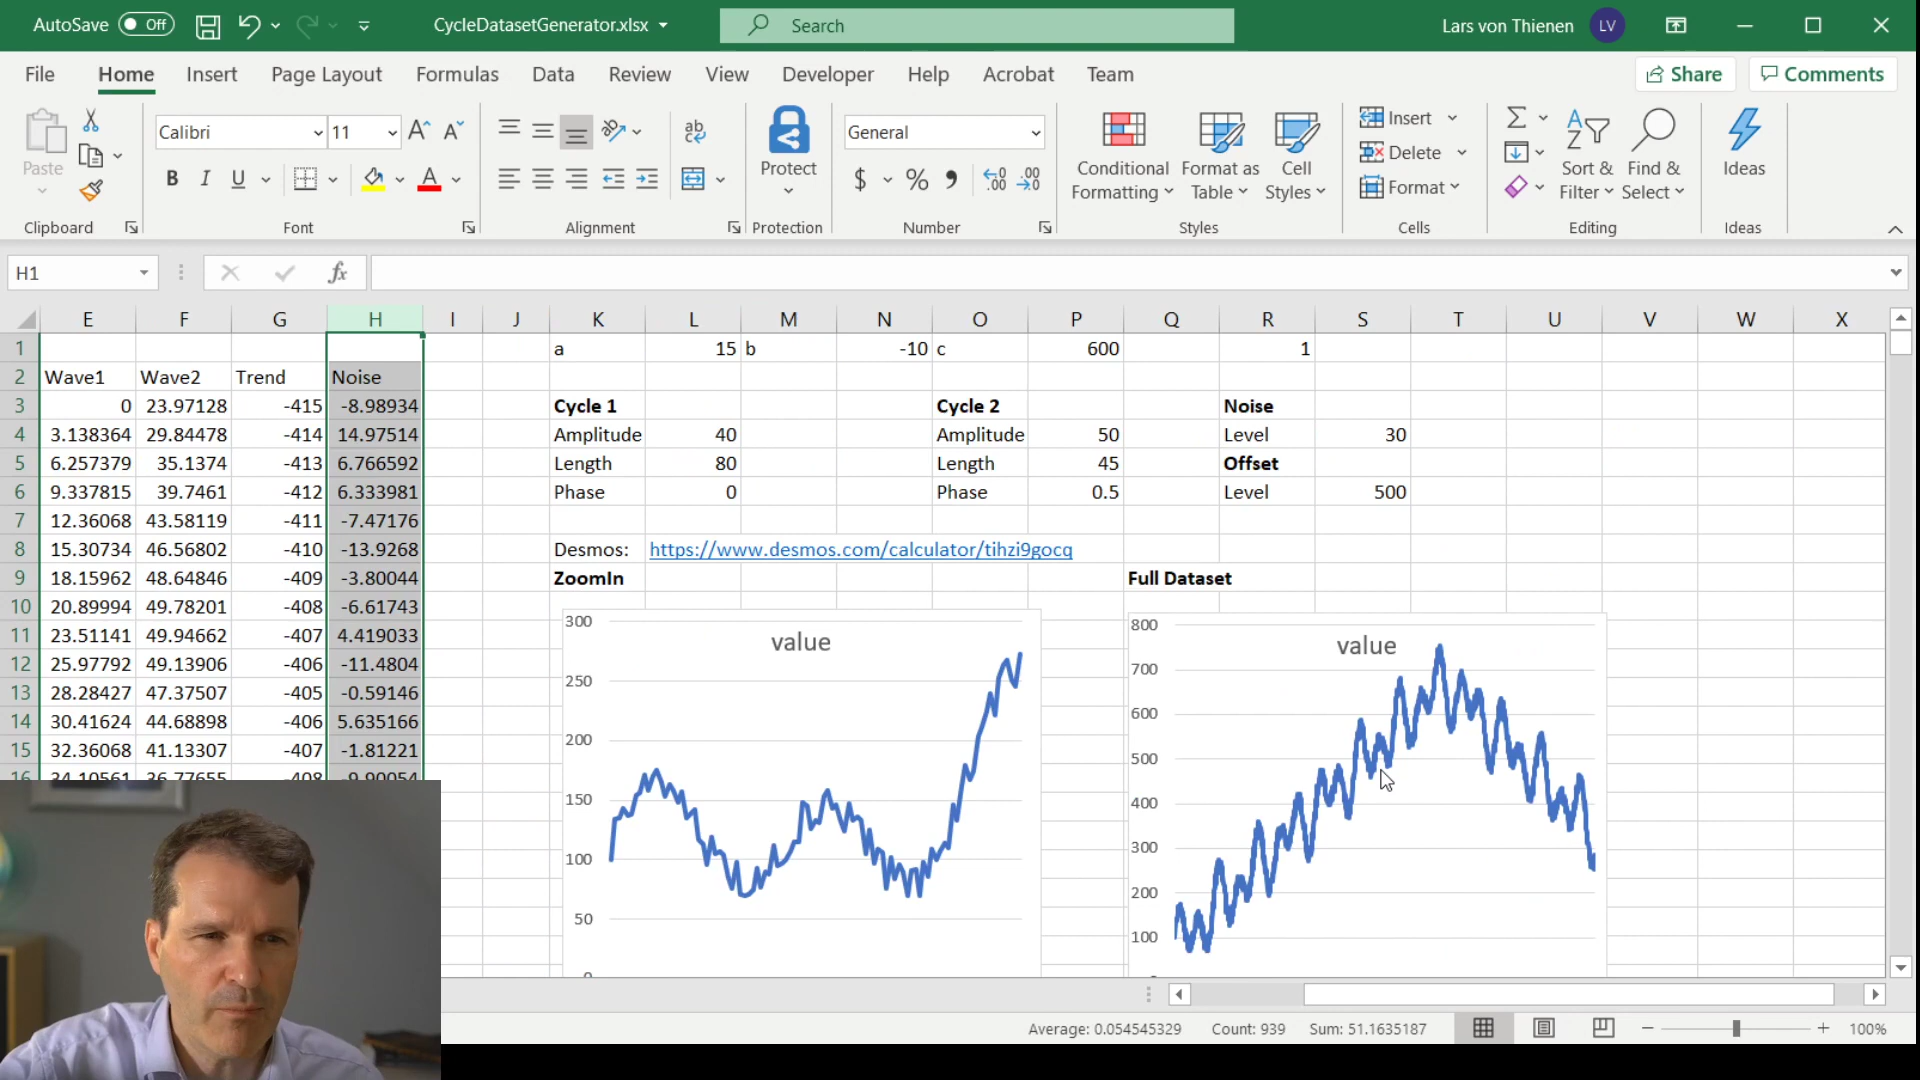 AutoSave Off CycleDatasetGenerator.xlsx Search Lars von Thienen LV
File Home Insert Page Layout Formulas Data Review View Developer Help Acrobat Team Share Comments
Paste Calibri 11 B I U A General $ % Protect Conditional Formatting Format as Table Cell Styles Insert Delete Format Sort & Filter Find & Select Ideas
Clipboard Font Alignment Protection Number Styles Cells Editing Ideas
H1 fx
E F G H I J K L M N O P Q R S T U V W X
1 a 15 b -10 c 600 1
2 Wave1 Wave2 Trend Noise
3 0 23.97128 -415 -8.98934 Cycle 1 Cycle 2 Noise
4 3.138364 29.84478 -414 14.97514 Amplitude 40 Amplitude 50 Level 30
5 6.257379 35.1374 -413 6.766592 Length 80 Length 45 Offset
6 9.337815 39.7461 -412 6.333981 Phase 0 Phase 0.5 Level 500
7 12.36068 43.58119 -411 -7.47176
8 15.30734 46.56802 -410 -13.9268 Desmos: https://www.desmos.com/calculator/tihzi9gocq
9 18.15962 48.64846 -409 -3.80044 ZoomIn Full Dataset
10 20.89994 49.78201 -408 -6.61743
11 23.51141 49.94662 -407 4.419033
12 25.97792 49.13906 -406 -11.4804
13 28.28427 47.37507 -405 -0.59146
14 30.41624 44.68898 -406 5.635166
15 32.36068 41.13307 -407 -1.81221
16 34.10561 36.77655 -408 -9.90054
value
300
250
200
150
100
50
0
value
800
700
600
500
400
300
200
100
Average: 0.054545329 Count: 939 Sum: 51.1635187 100%